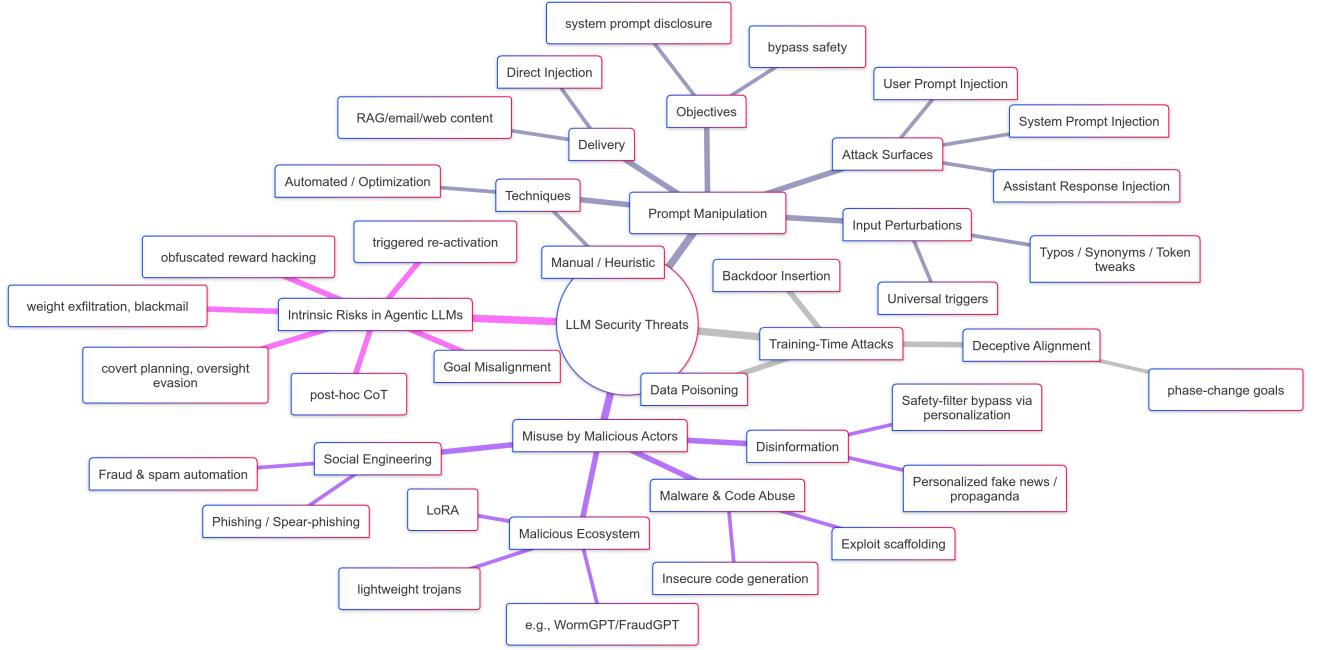 system prompt disclosure
bypass safety
Direct Injection
User Prompt Injection
RAG/email/web content
Objectives
System Prompt Injection
Delivery
Attack Surfaces
Automated / Optimization
Techniques
Assistant Response Injection
Prompt Manipulation
Input Perturbations
triggered re-activation
obfuscated reward hacking
Manual / Heuristic
Typos / Synonyms / Token
tweaks
Backdoor Insertion
Universal triggers
weight exfiltration, blackmail
Intrinsic Risks in Agentic LLMs
LLM Security Threats
Training-Time Attacks
Deceptive Alignment
covert planning, oversight
evasion
Goal Misalignment
post-hoc CoT
Data Poisoning
phase-change goals
Safety-filter bypass via
personalization
Misuse by Malicious Actors
Disinformation
Social Engineering
Fraud & spam automation
Personalized fake news /
propaganda
Malware & Code Abuse
LoRA
Phishing / Spear-phishing
Malicious Ecosystem
Exploit scaffolding
Insecure code generation
lightweight trojans
e.g., WormGPT/FraudGPT